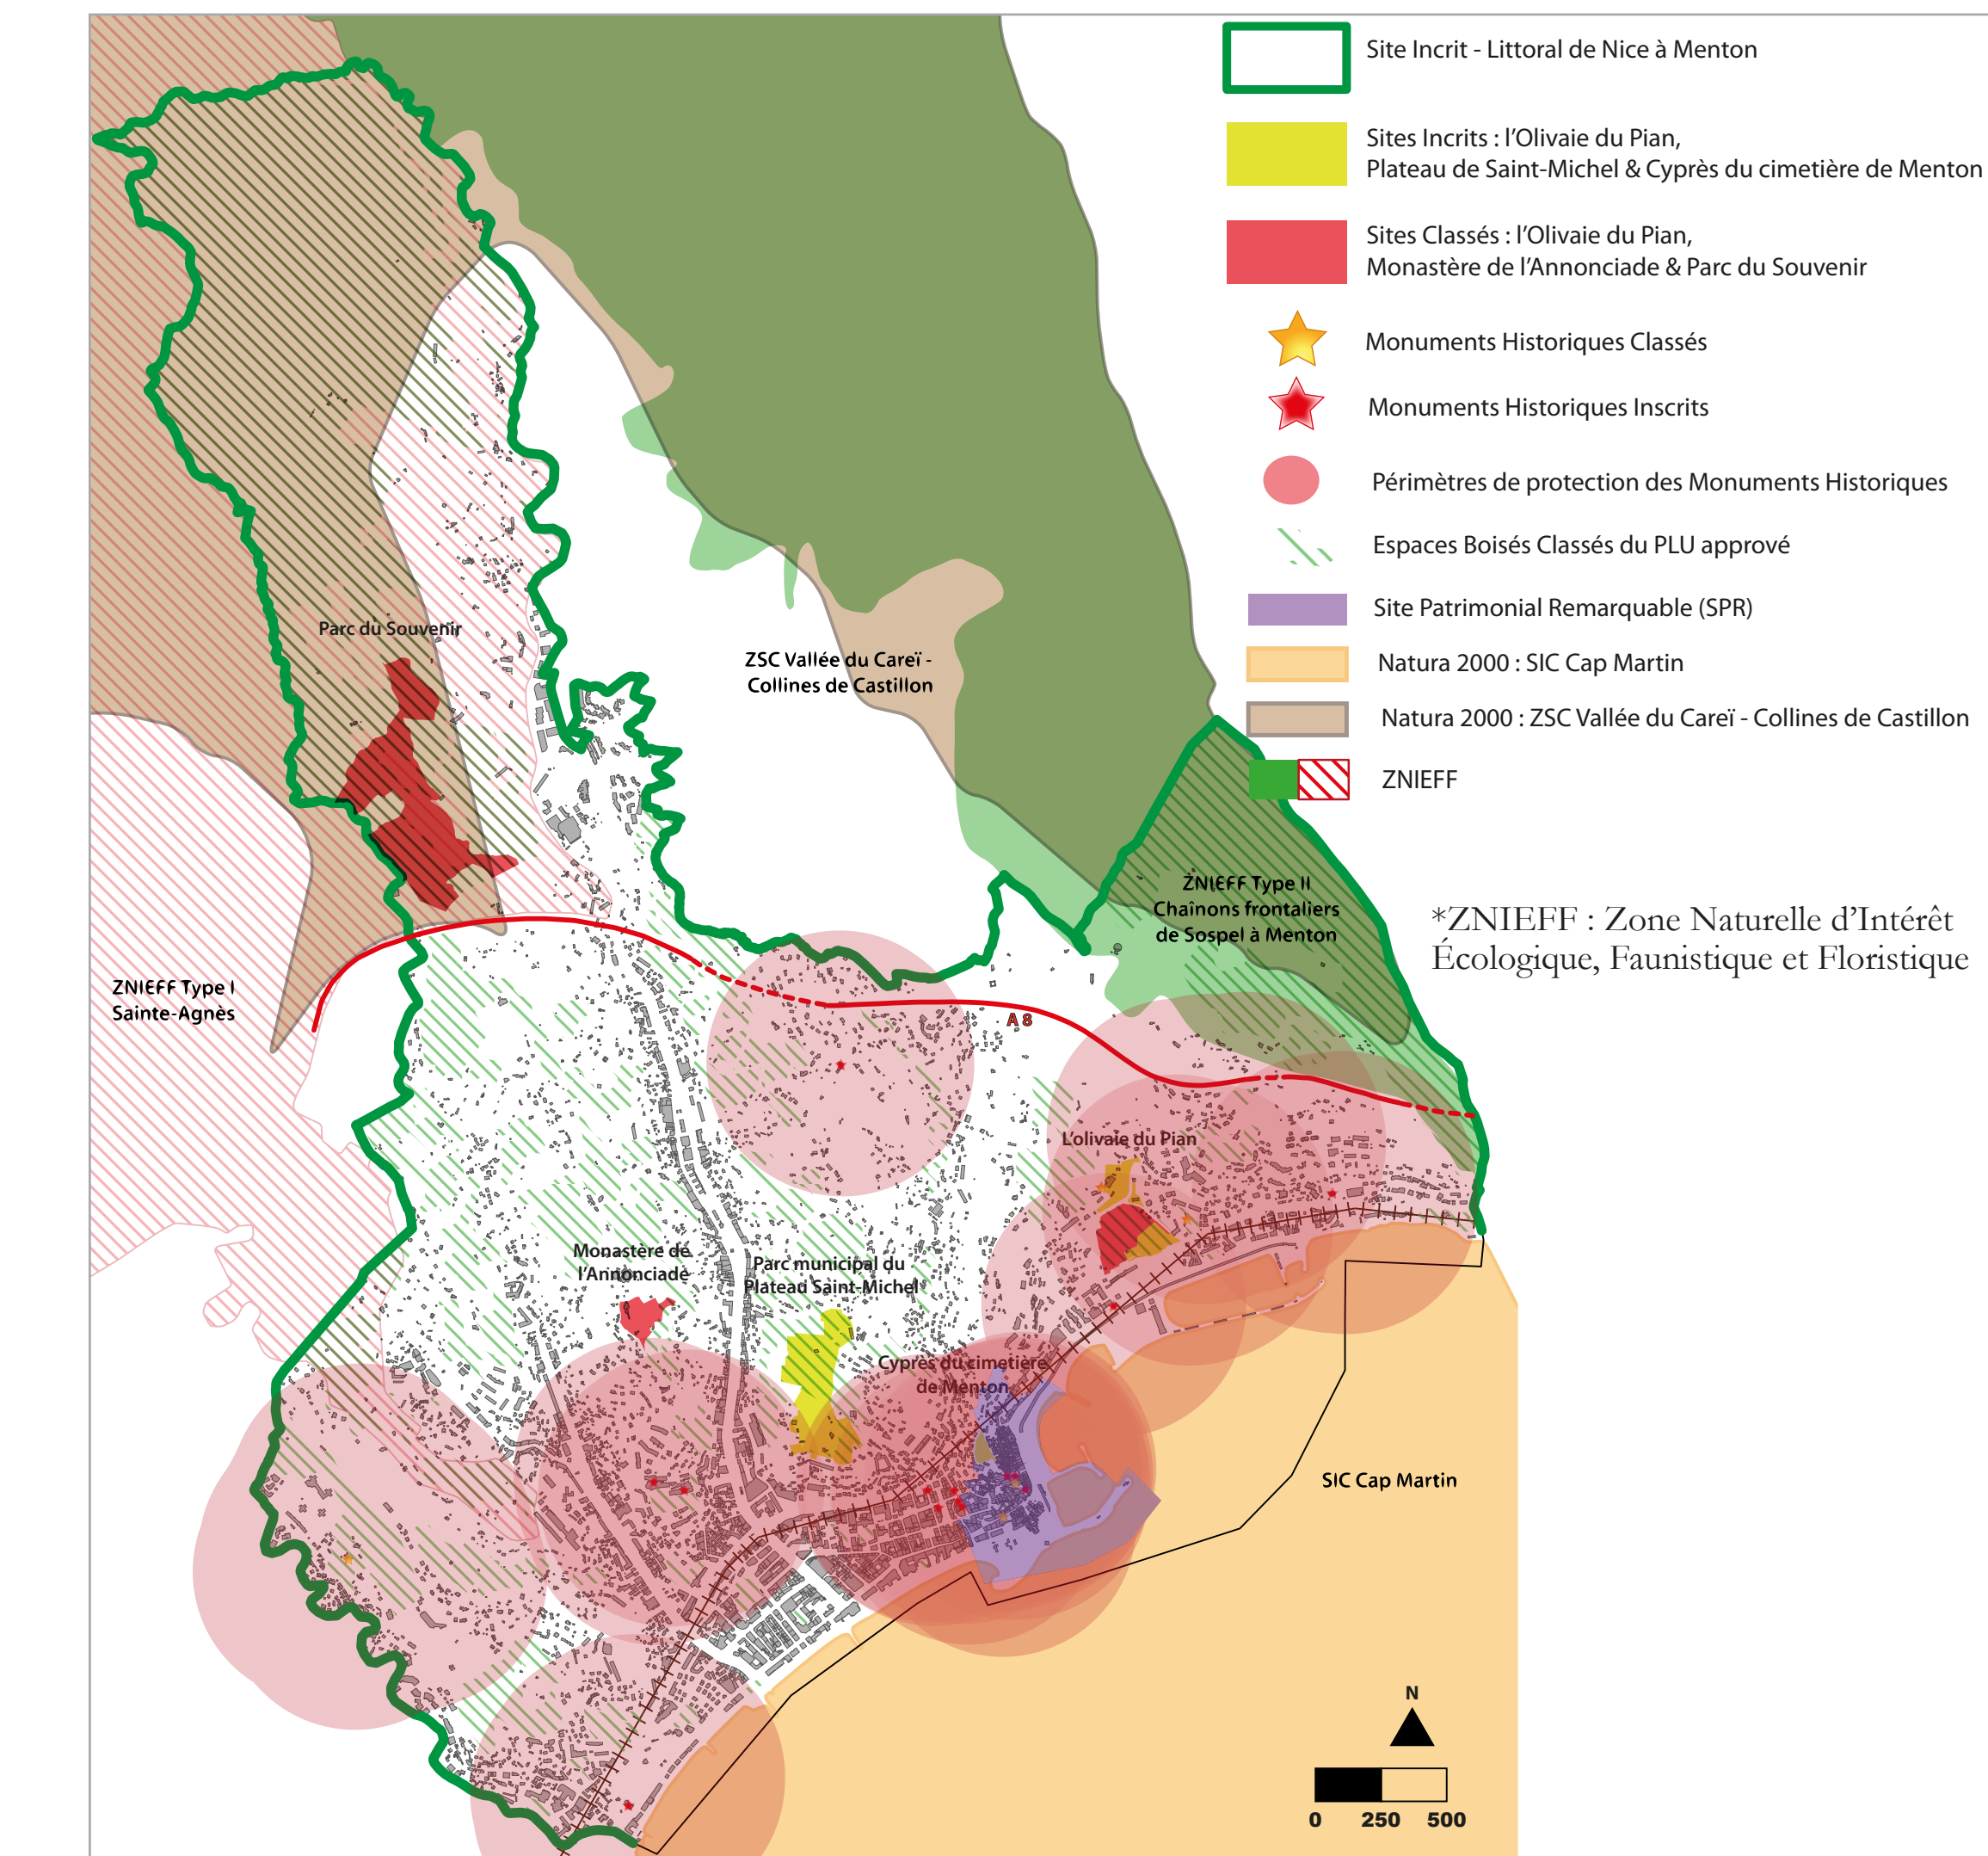 Site Incrit - Littoral de Nice à Menton
Sites Incrits : l'Olivaie du Pian,
Plateau de Saint-Michel & Cyprès du cimetière de Menton
Sites Classés : l'Olivaie du Pian,
Monastère de l'Annonciade & Parc du Souvenir
Monuments Historiques Classés
Monuments Historiques Inscrits
Périmètres de protection des Monuments Historiques
Espaces Boisés Classés du PLU apprové
Site Patrimonial Remarquable (SPR)
Natura 2000 : SIC Cap Martin
Natura 2000 : ZSC Vallée du Careï - Collines de Castillon
ZNIEFF
*ZNIEFF : Zone Naturelle d'Intérêt
Écologique, Faunistique et Floristique
Parc du Souvenir
ZSC Vallée du Careï -
Collines de Castillon
ZNIEFF Type II
Chaînons frontaliers
de Sospel à Menton
ZNIEFF Type I
Sainte-Agnès
A 8
L'olivaie du Pian
Monastère de
l'Annonciade
Parc municipal du
Plateau Saint-Michel
Cyprès du cimetière
de Menton
SIC Cap Martin
N
0 250 500